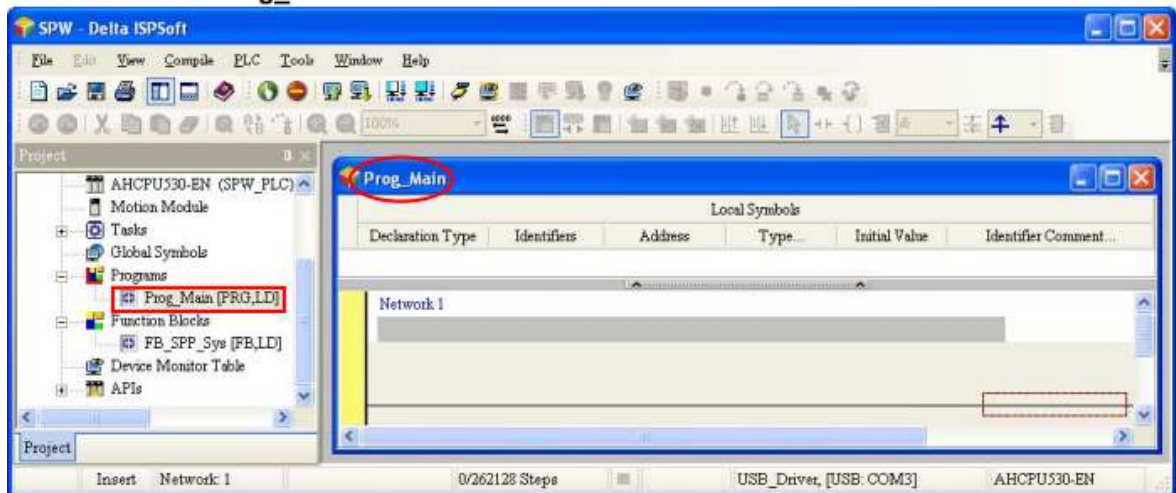 SPW - Delta ISPSoft
File Edit View Compile PLC Tools Window Help
100%
Project
AHCPU530-EN (SPW_PLC)
Motion Module
Tasks
Global Symbols
Programs
Prog_Main [PRG,LD]
Function Blocks
FB_SPP_Sys [FB,LD]
Device Monitor Table
APIs
Project
Prog_Main
Local Symbols
Declaration Type Identifiers Address Type... Initial Value Identifier Comment...
Network 1
Insert Network: 1 0/262128 Steps USB_Driver, [USB: COM3] AHCPU530-EN